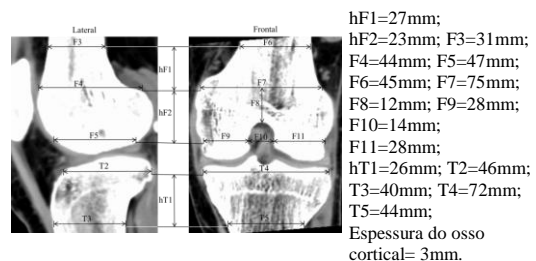 Lateral
Frontal
F3
F6
hF1
F4
F7
F8
hF2
F5
F9
F10
F11
T2
T4
hT1
T3
T5
hF1=27mm;
hF2=23mm; F3=31mm;
F4=44mm; F5=47mm;
F6=45mm; F7=75mm;
F8=12mm; F9=28mm;
F10=14mm;
F11=28mm;
hT1=26mm; T2=46mm;
T3=40mm; T4=72mm;
T5=44mm;
Espessura do osso
cortical= 3mm.